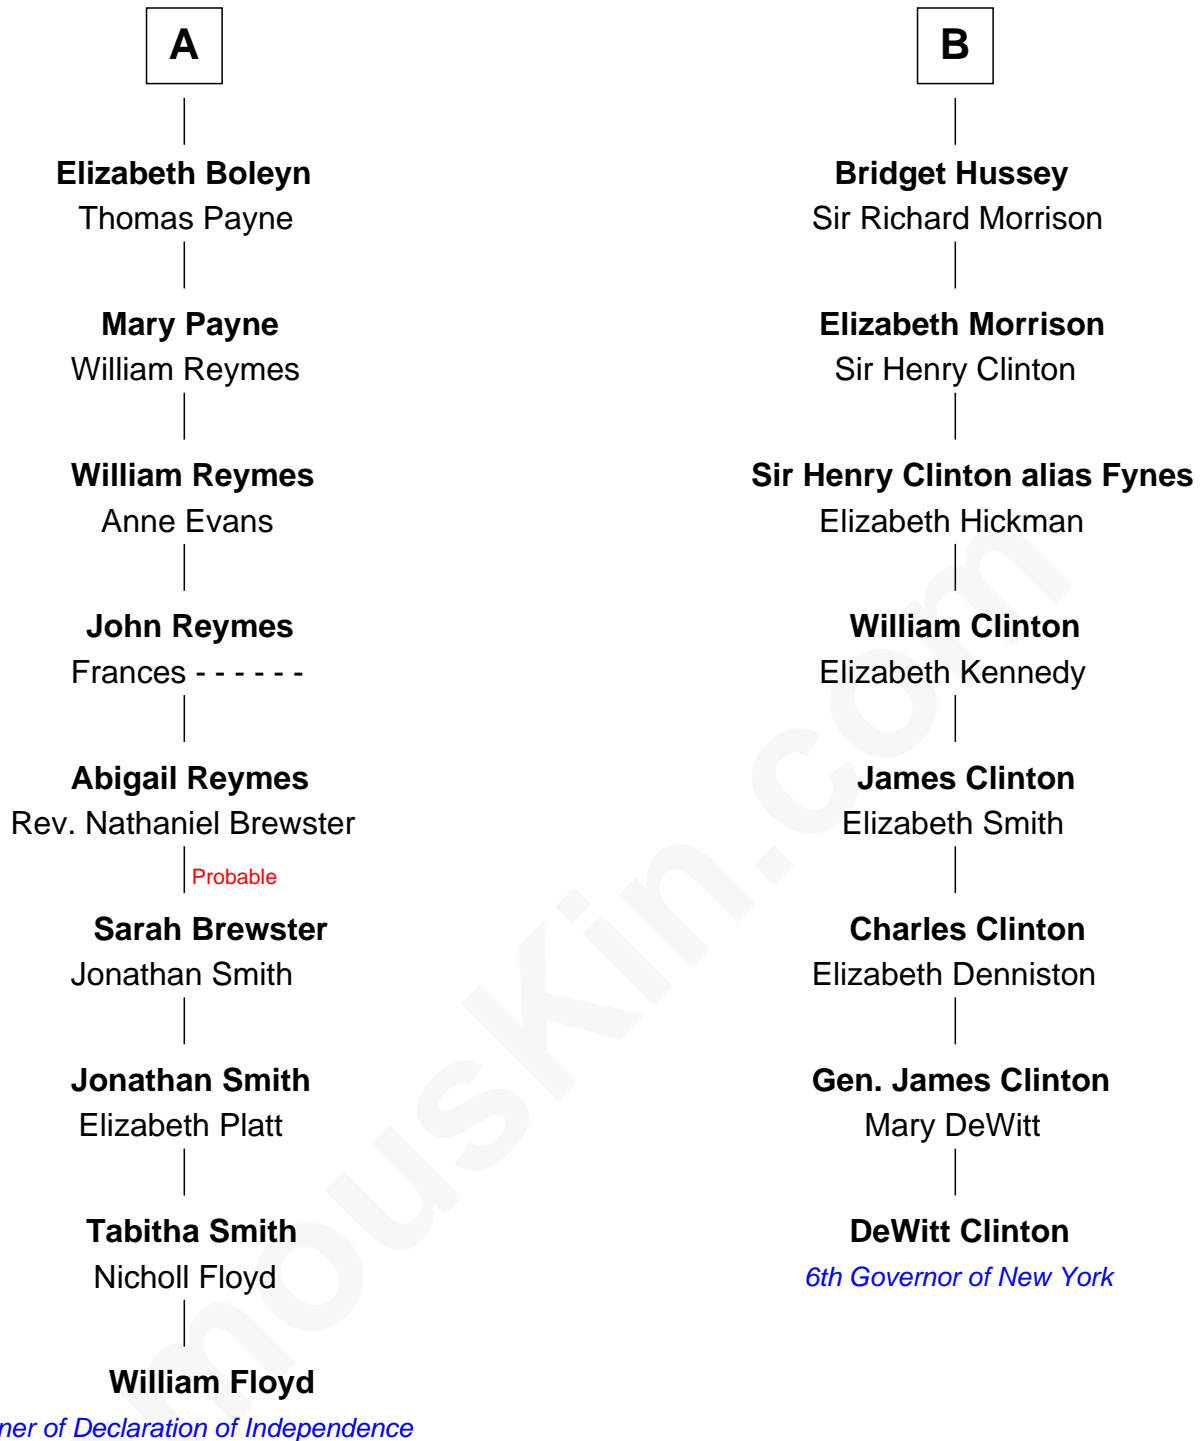 A
Elizabeth Boleyn
Thomas Payne
Mary Payne
William Reymes
William Reymes
Anne Evans
John Reymes
Frances - - - - - -
Abigail Reymes
Rev. Nathaniel Brewster
Probable
Sarah Brewster
Jonathan Smith
Jonathan Smith
Elizabeth Platt
Tabitha Smith
Nicholl Floyd
William Floyd
ner of Declaration of Independence
B
Bridget Hussey
Sir Richard Morrison
Elizabeth Morrison
Sir Henry Clinton
Sir Henry Clinton alias Fynes
Elizabeth Hickman
William Clinton
Elizabeth Kennedy
James Clinton
Elizabeth Smith
Charles Clinton
Elizabeth Denniston
Gen. James Clinton
Mary DeWitt
DeWitt Clinton
6th Governor of New York
mouskin.com